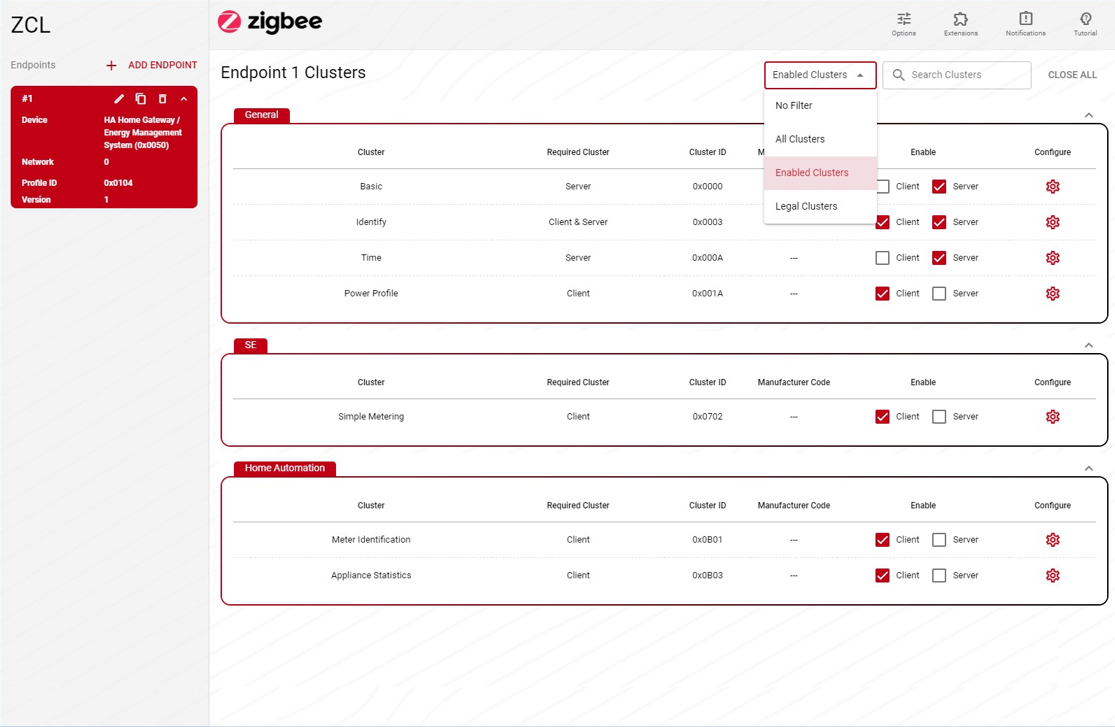 ZCL
zigbee
Options
Extensions
Notifications
Tutorial
Endpoints
ADD ENDPOINT
#1
Device
HA Home Gateway /
Energy Management
System (0x0050)
Network 0
Profile ID 0x0104
Version 1
Endpoint 1 Clusters
Enabled Clusters
Search Clusters
CLOSE ALL
No Filter
All Clusters
Enabled Clusters
Legal Clusters
General
Cluster Required Cluster Cluster ID M Enable Configure
Basic Server 0x0000 Client Server
Identify Client & Server 0x0003 Client Server
Time Server 0x000A --- Client Server
Power Profile Client 0x001A --- Client Server
SE
Cluster Required Cluster Cluster ID Manufacturer Code Enable Configure
Simple Metering Client 0x0702 --- Client Server
Home Automation
Cluster Required Cluster Cluster ID Manufacturer Code Enable Configure
Meter Identification Client 0x0B01 --- Client Server
Appliance Statistics Client 0x0B03 --- Client Server